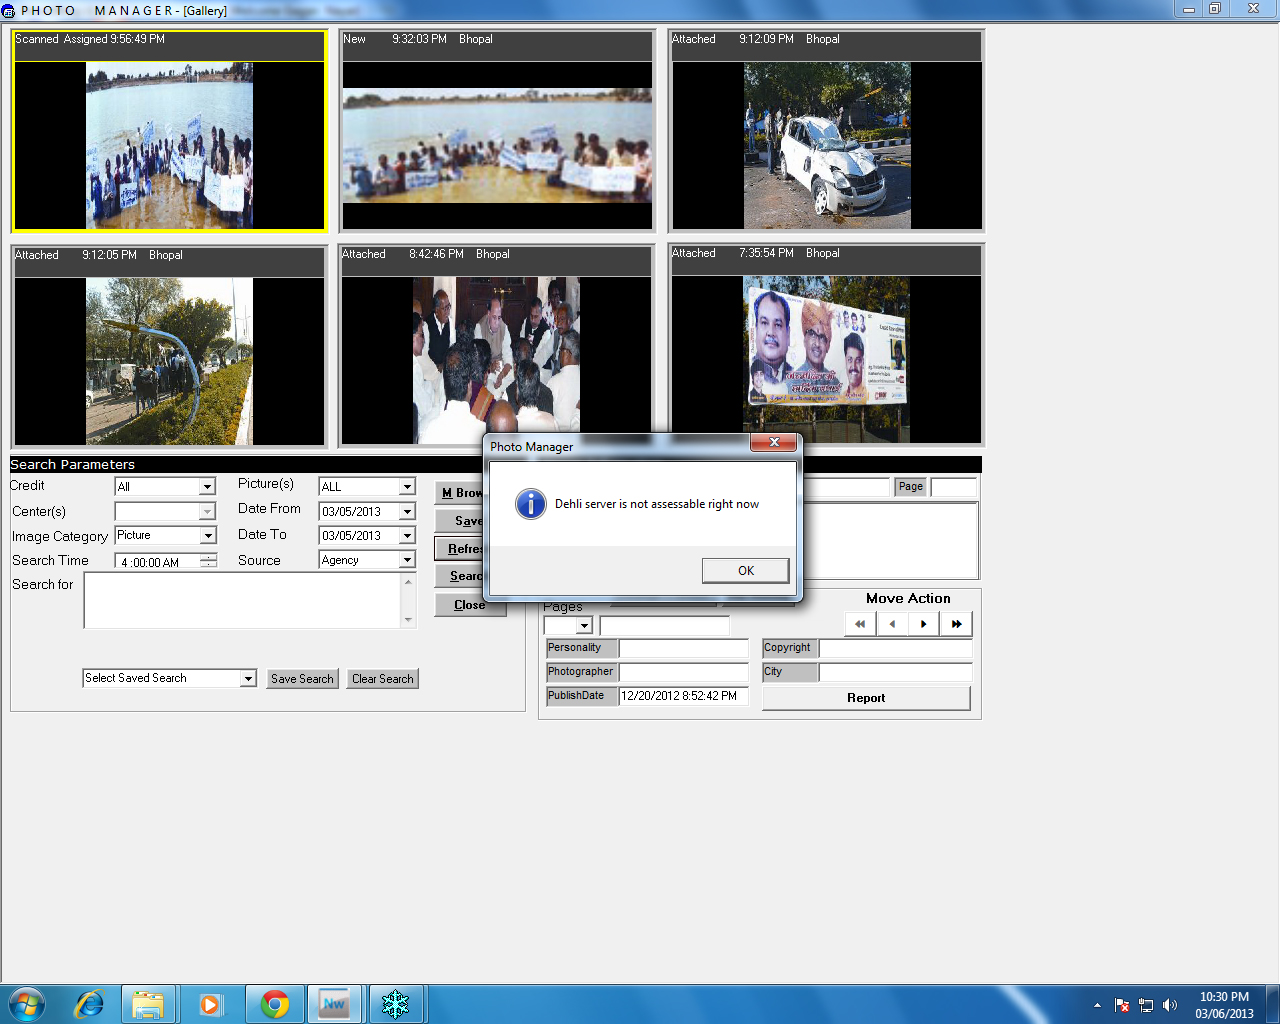 PHOTO MANAGER - [Gallery]
Scanned Assigned 9:56:49 PM
New 9:32:03 PM Bhopal
Attached 9:12:09 PM Bhopal
Attached 9:12:05 PM Bhopal
Attached 8:42:46 PM Bhopal
Attached 7:35:54 PM Bhopal
Photo Manager
Dehli server is not assessable right now
OK
Search Parameters
Credit All Picture(s) ALL M Brow Page
Center(s) Date From 03/05/2013 Save
Image Category Picture Date To 03/05/2013 Refres
Search Time 4 :00:00 AM Source Agency Searc
Search for Close
Pages Move Action
Personality Copyright
Photographer City
Select Saved Search Save Search Clear Search
PublishDate 12/20/2012 8:52:42 PM Report
Nw
10:30 PM
03/06/2013